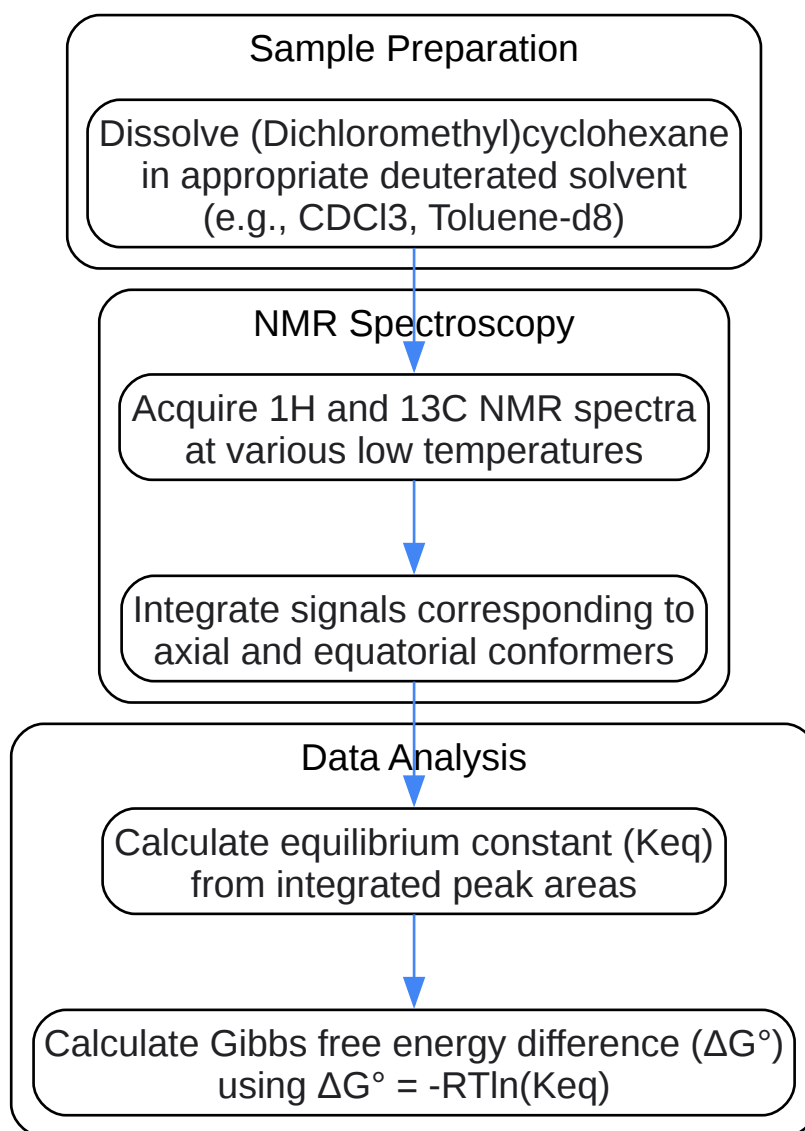 Sample Preparation
Dissolve (Dichloromethyl)cyclohexane
in appropriate deuterated solvent
(e.g., CDCl3, Toluene-d8)
NMR Spectroscopy
Acquire 1H and 13C NMR spectra
at various low temperatures
Integrate signals corresponding to
axial and equatorial conformers
Data Analysis
Calculate equilibrium constant (Keq)
from integrated peak areas
Calculate Gibbs free energy difference (ΔG°)
using ΔG° = -RTln(Keq)